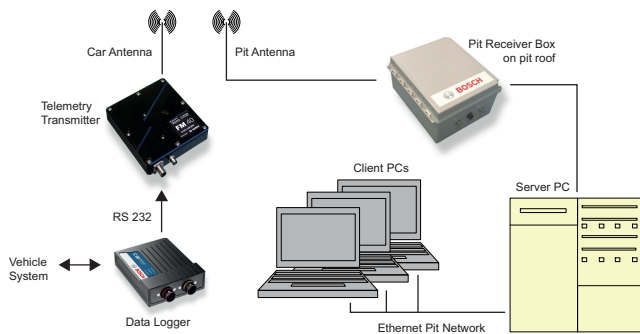 Car Antenna
Pit Antenna
Pit Receiver Box
on pit roof
BOSCH
Telemetry
Transmitter
FM 40
Client PCs
Server PC
RS 232
Vehicle
System
BOSCH
Data Logger
Ethernet Pit Network